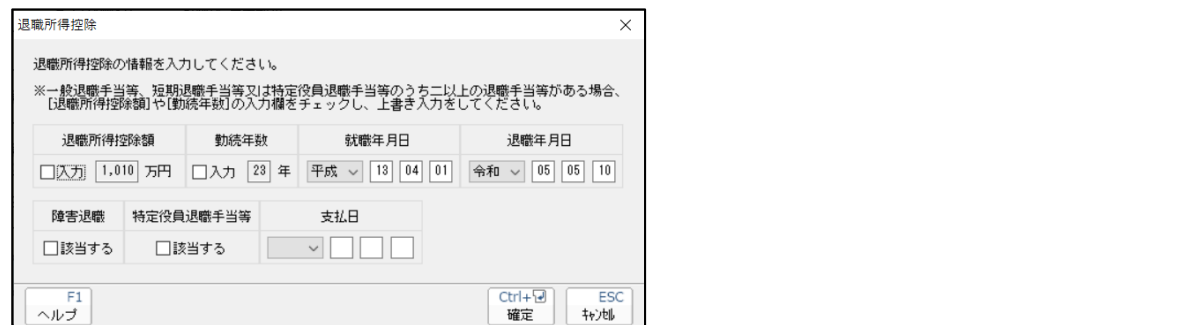 退職所得控除 ×
退職所得控除の情報を入力してください。
※一般退職手当等、短期退職手当等又は特定役員退職手当等のうち二以上の退職手当等がある場合、
[退職所得控除額]や[勤続年数]の入力欄をチェックし、上書き入力をしてください。
退職所得控除額 勤続年数 就職年月日 退職年月日
入力 1,010 万円 入力 23 年 平成 13 04 01 令和 05 05 10
障害退職 特定役員退職手当等 支払日
該当する 該当する
F1 Ctrl+ ESC
ヘルプ 確定 ｷｬﾝｾﾙ